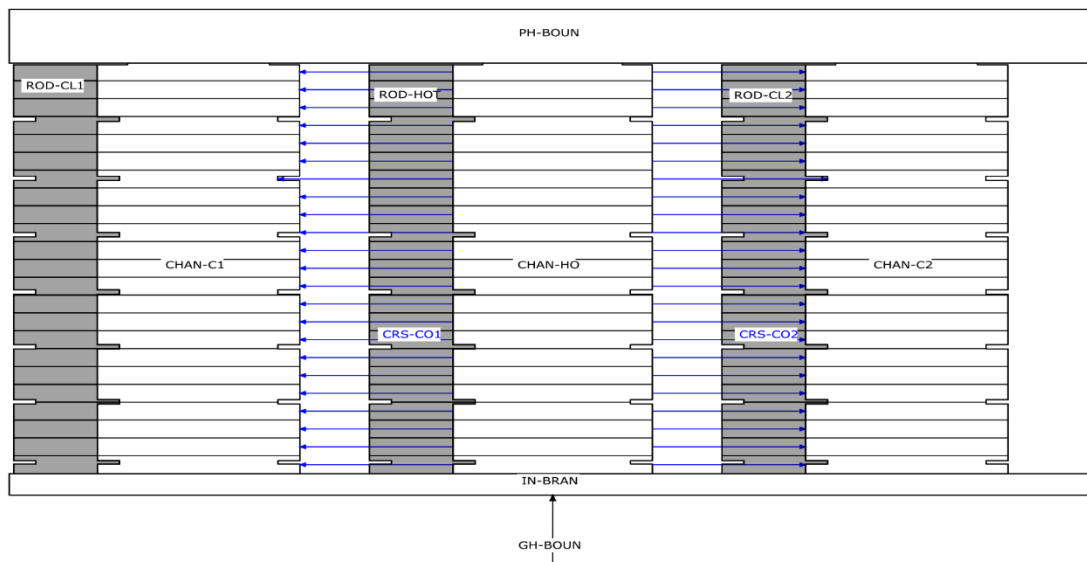 PH-BOUN
ROD-CL1
ROD-HOT
ROD-CL2
CHAN-C1
CHAN-HO
CHAN-C2
CRS-CO1
CRS-CO2
IN-BRAN
GH-BOUN